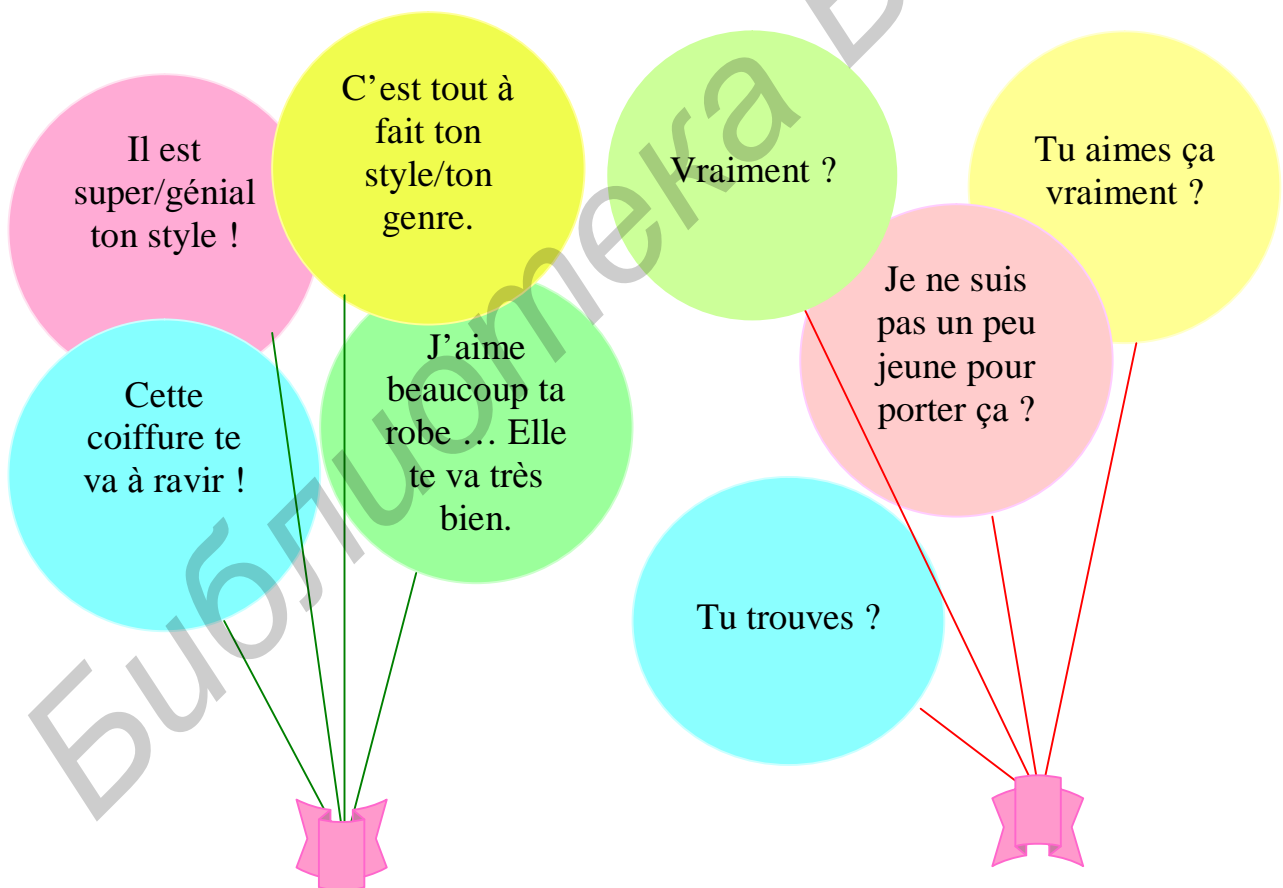 Il est
super/génial
ton style !
C’est tout à
fait ton
style/ton
genre.
Cette
coiffure te
va à ravir !
J’aime
beaucoup ta
robe … Elle
te va très
bien.
Vraiment ?
Tu aimes ça
vraiment ?
Je ne suis
pas un peu
jeune pour
porter ça ?
Tu trouves ?
Библиотека Б